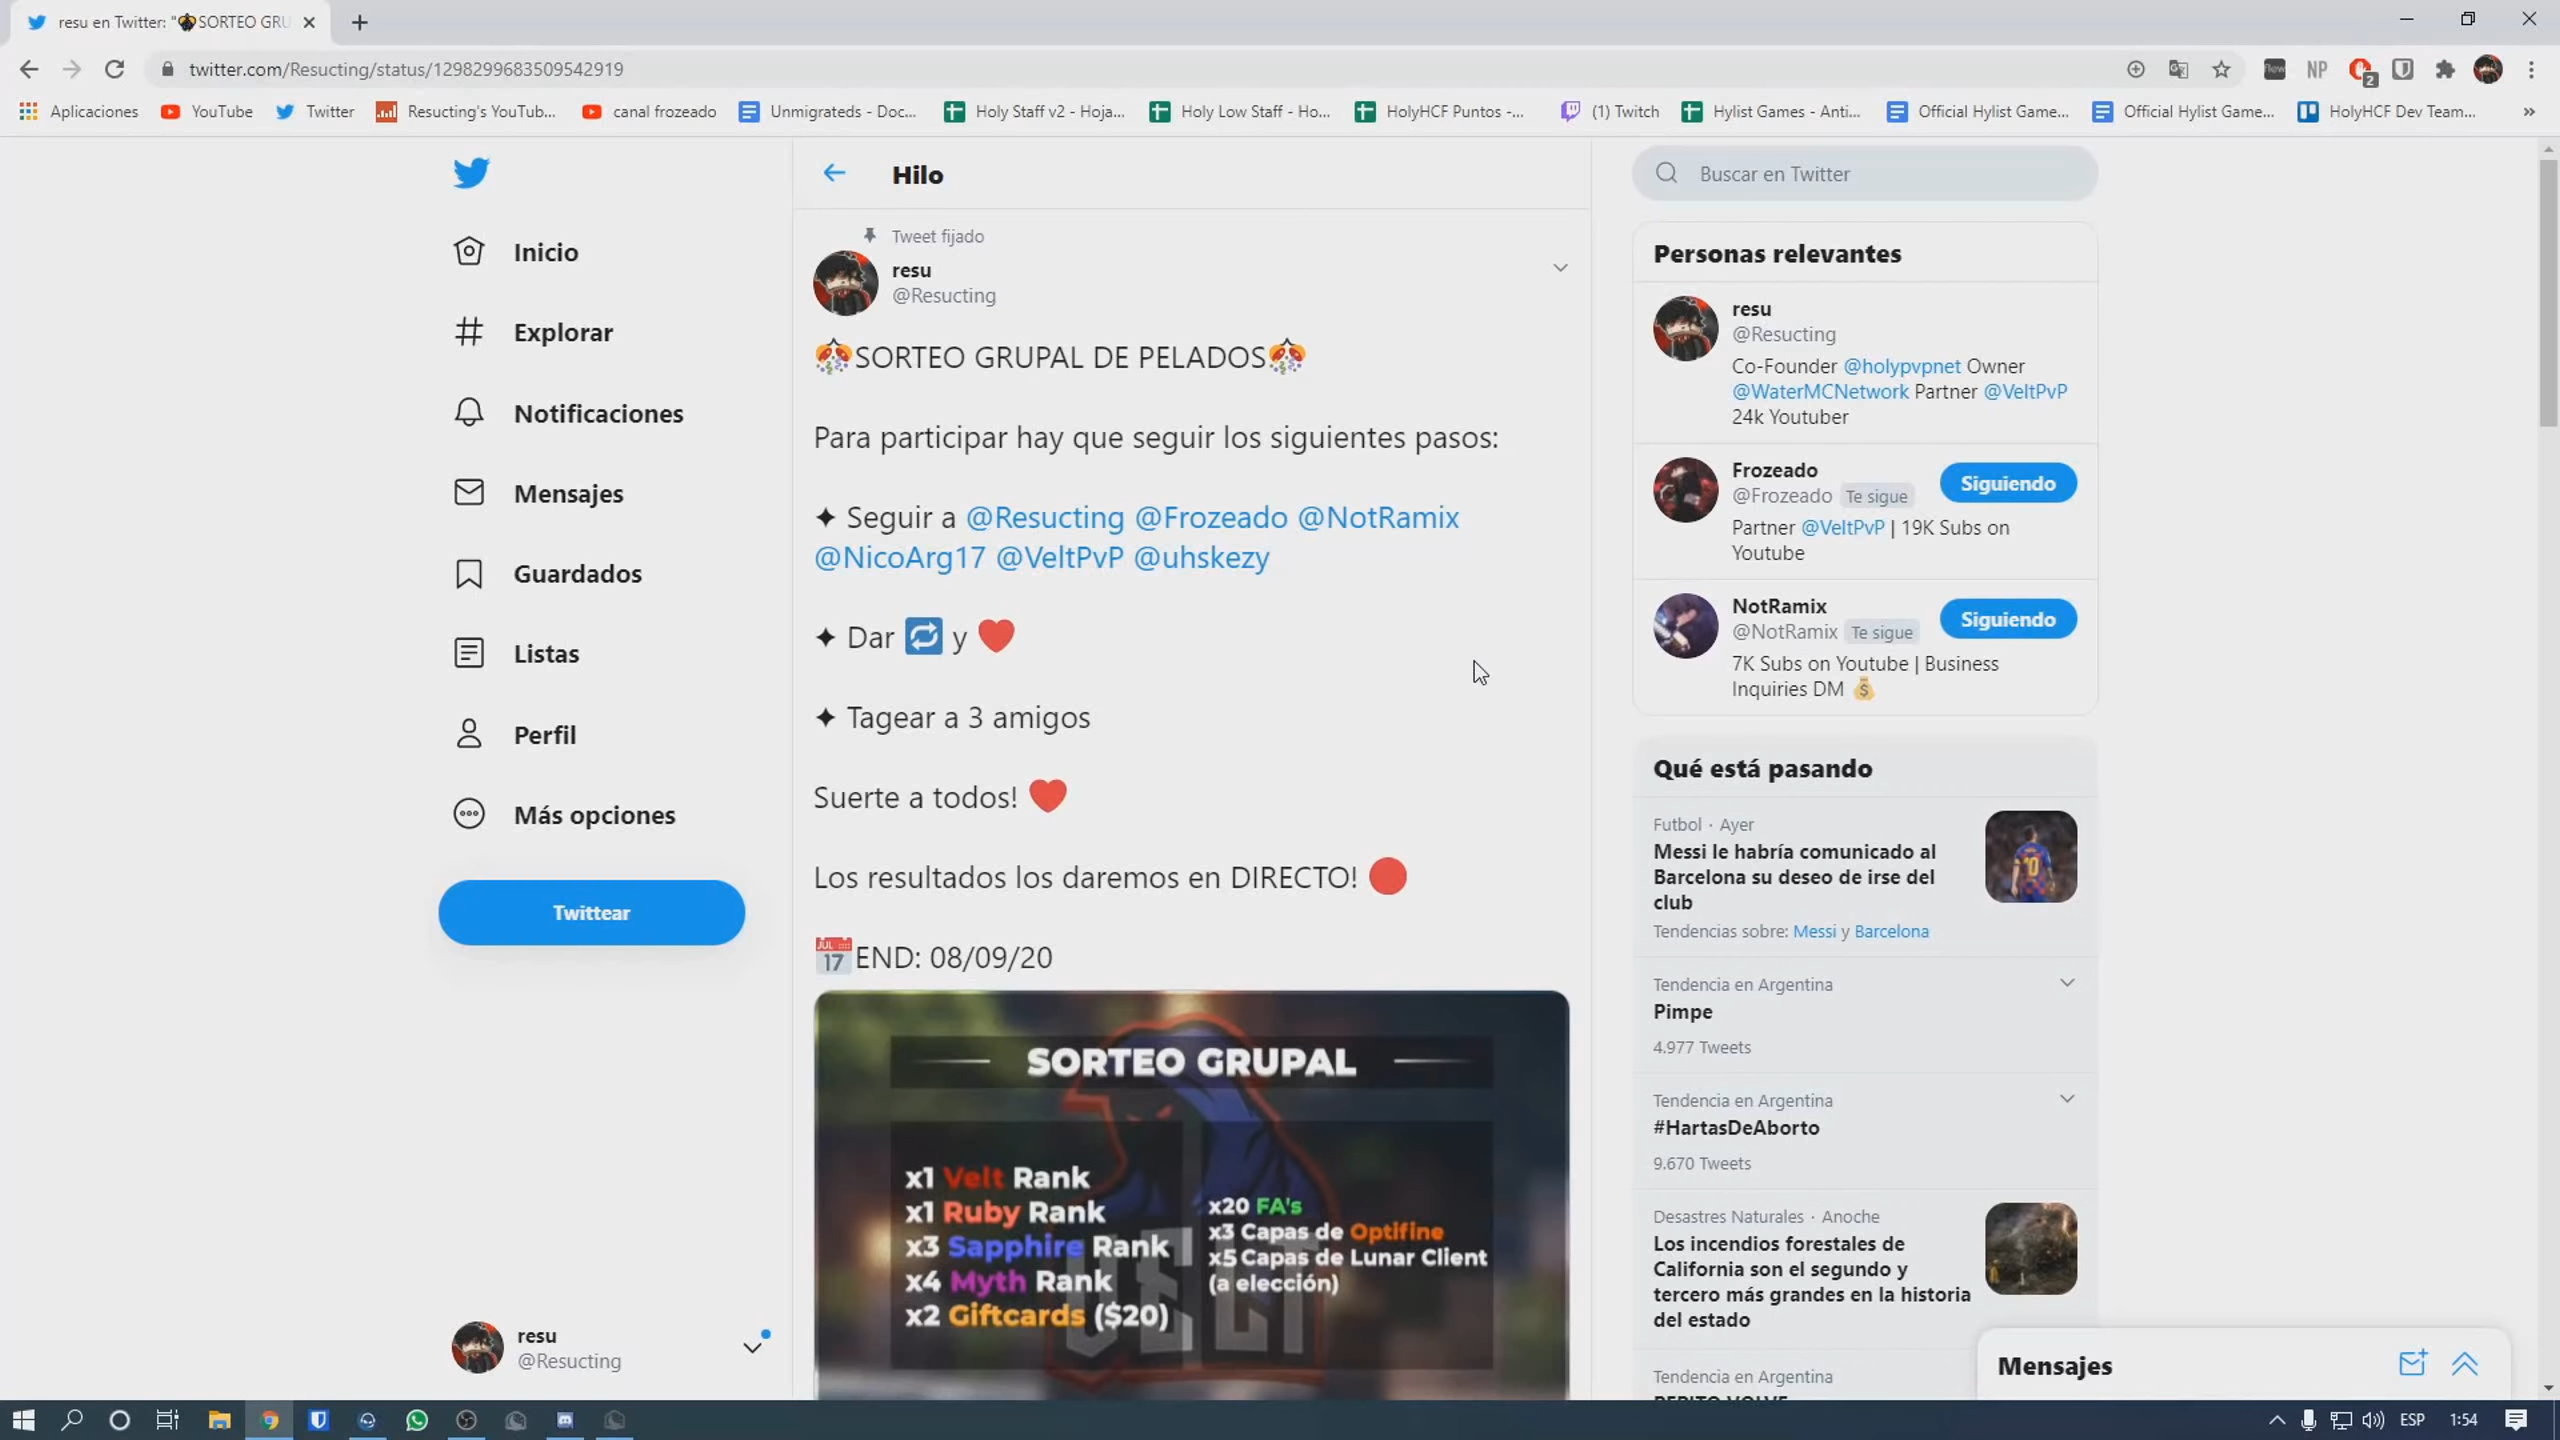 resu en Twitter: "SORTEO GRU
twitter.com/Resucting/status/1298299683509542919
Aplicaciones
YouTube
Twitter
Resucting's YouTub...
canal frozeado
Unmigrateds - Doc...
Holy Staff v2 - Hoja...
Holy Low Staff - Ho...
HolyHCF Puntos -...
(1) Twitch
Hylist Games - Anti...
Official Hylist Game...
Official Hylist Game...
HolyHCF Dev Team...
new
NP
2
Inicio
Explorar
Notificaciones
Mensajes
Guardados
Listas
Perfil
Más opciones
Twittear
resu
@Resucting
Hilo
Tweet fijado
resu
@Resucting
🎊SORTEO GRUPAL DE PELADOS🎊
Para participar hay que seguir los siguientes pasos:
✦ Seguir a @Resucting @Frozeado @NotRamix
@NicoArg17 @VeltPvP @uhskezy
✦ Dar 🔁 y ❤️
✦ Tagear a 3 amigos
Suerte a todos! ❤️
Los resultados los daremos en DIRECTO! 🔴
📅END: 08/09/20
SORTEO GRUPAL
x1 Velt Rank
x1 Ruby Rank
x3 Sapphire Rank
x4 Myth Rank
x2 Giftcards ($20)
x20 FA's
x3 Capas de Optifine
x5 Capas de Lunar Client
(a elección)
VELT
Buscar en Twitter
Personas relevantes
resu
@Resucting
Co-Founder @holypvpnet Owner
@WaterMCNetwork Partner @VeltPvP
24k Youtuber
Frozeado
@Frozeado Te sigue
Siguiendo
Partner @VeltPvP | 19K Subs on
Youtube
NotRamix
@NotRamix Te sigue
Siguiendo
7K Subs on Youtube | Business
Inquiries DM 💰
Qué está pasando
Futbol · Ayer
Messi le habría comunicado al
Barcelona su deseo de irse del
club
Tendencias sobre: Messi y Barcelona
Tendencia en Argentina
Pimpe
4.977 Tweets
Tendencia en Argentina
#HartasDeAborto
9.670 Tweets
Desastres Naturales · Anoche
Los incendios forestales de
California son el segundo y
tercero más grandes en la historia
del estado
Tendencia en Argentina
Mensajes
ESP
1:54